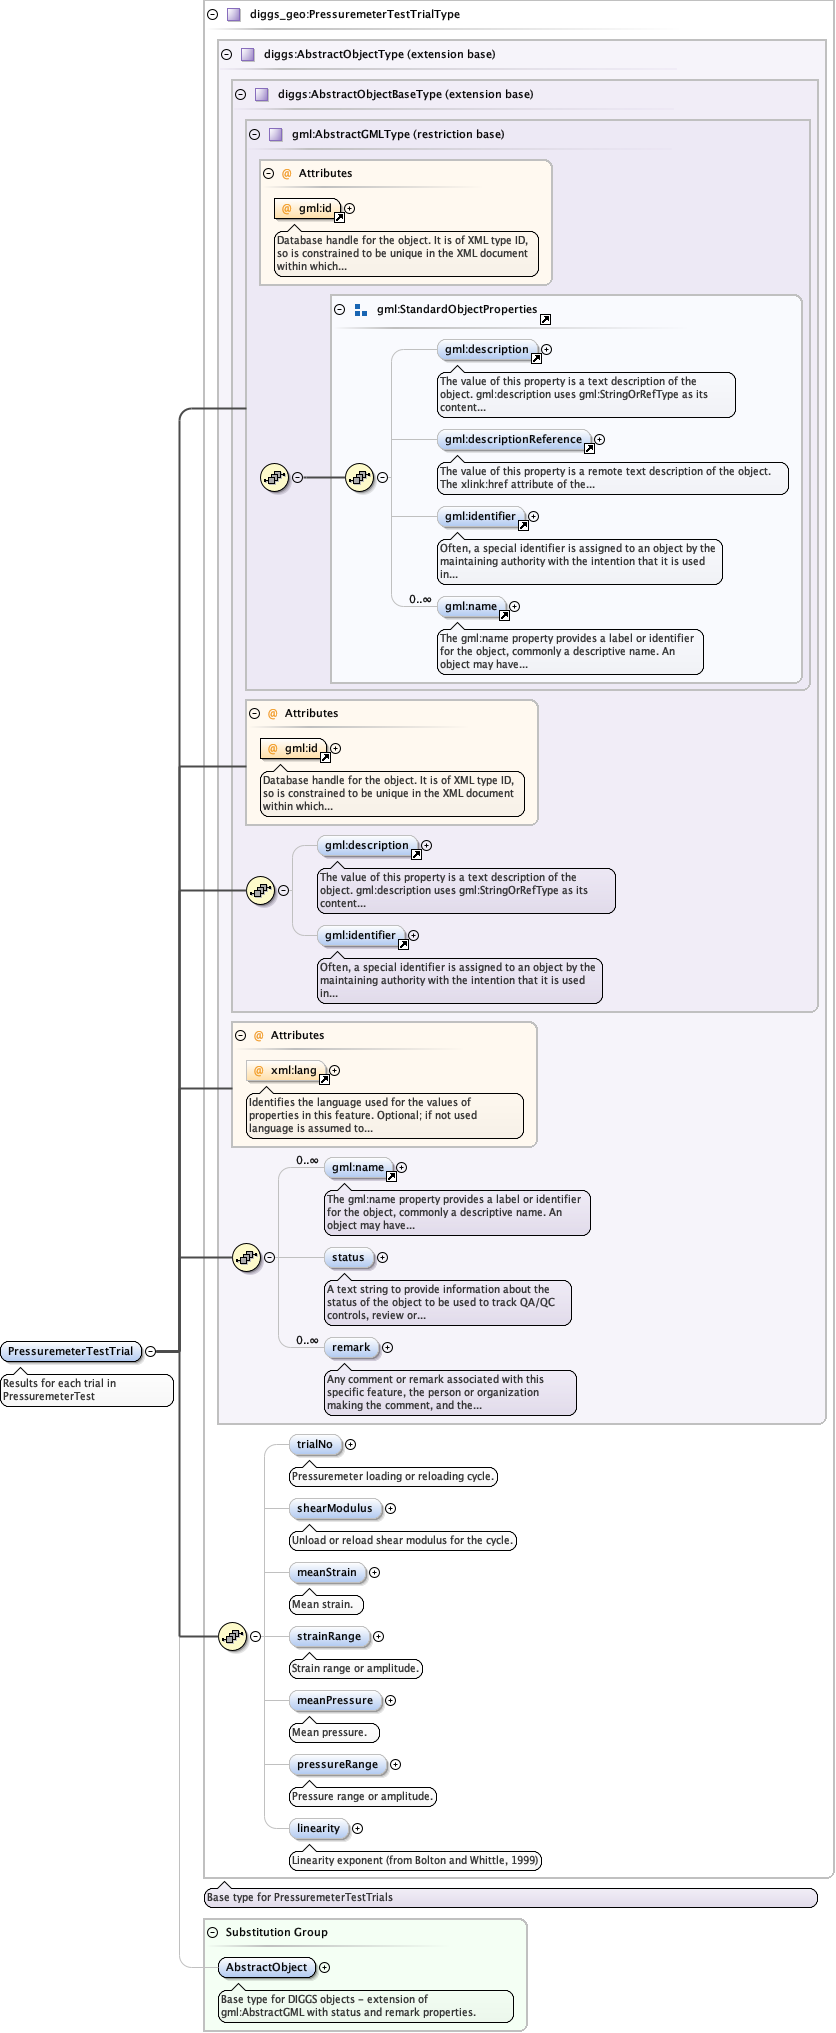 diggs_geo:PressuremeterTestTrialType
diggs:AbstractObjectType (extension base)
diggs:AbstractObjectBaseType (extension base)
gml:AbstractGMLType (restriction base)
@ Attributes
@ gml:id
Database handle for the object. It is of XML type ID,
so is constrained to be unique in the XML document
within which...
gml:StandardObjectProperties
gml:description
The value of this property is a text description of the
object. gml:description uses gml:StringOrRefType as its
content...
gml:descriptionReference
The value of this property is a remote text description of the object.
The xlink:href attribute of the...
gml:identifier
Often, a special identifier is assigned to an object by the
maintaining authority with the intention that it is used
in...
0..∞
gml:name
The gml:name property provides a label or identifier
for the object, commonly a descriptive name. An
object may have...
@ Attributes
@ gml:id
Database handle for the object. It is of XML type ID,
so is constrained to be unique in the XML document
within which...
gml:description
The value of this property is a text description of the
object. gml:description uses gml:StringOrRefType as its
content...
gml:identifier
Often, a special identifier is assigned to an object by the
maintaining authority with the intention that it is used
in...
@ Attributes
@ xml:lang
Identifies the language used for the values of
properties in this feature. Optional; if not used
language is assumed to...
0..∞
gml:name
The gml:name property provides a label or identifier
for the object, commonly a descriptive name. An
object may have...
status
A text string to provide information about the
status of the object to be used to track QA/QC
controls, review or...
0..∞
remark
Any comment or remark associated with this
specific feature, the person or organization
making the comment, and the...
PressuremeterTestTrial
Results for each trial in
PressuremeterTest
trialNo
Pressuremeter loading or reloading cycle.
shearModulus
Unload or reload shear modulus for the cycle.
meanStrain
Mean strain.
strainRange
Strain range or amplitude.
meanPressure
Mean pressure.
pressureRange
Pressure range or amplitude.
linearity
Linearity exponent (from Bolton and Whittle, 1999)
Base type for PressuremeterTestTrials
Substitution Group
AbstractObject
Base type for DIGGS objects – extension of
gml:AbstractGML with status and remark properties.